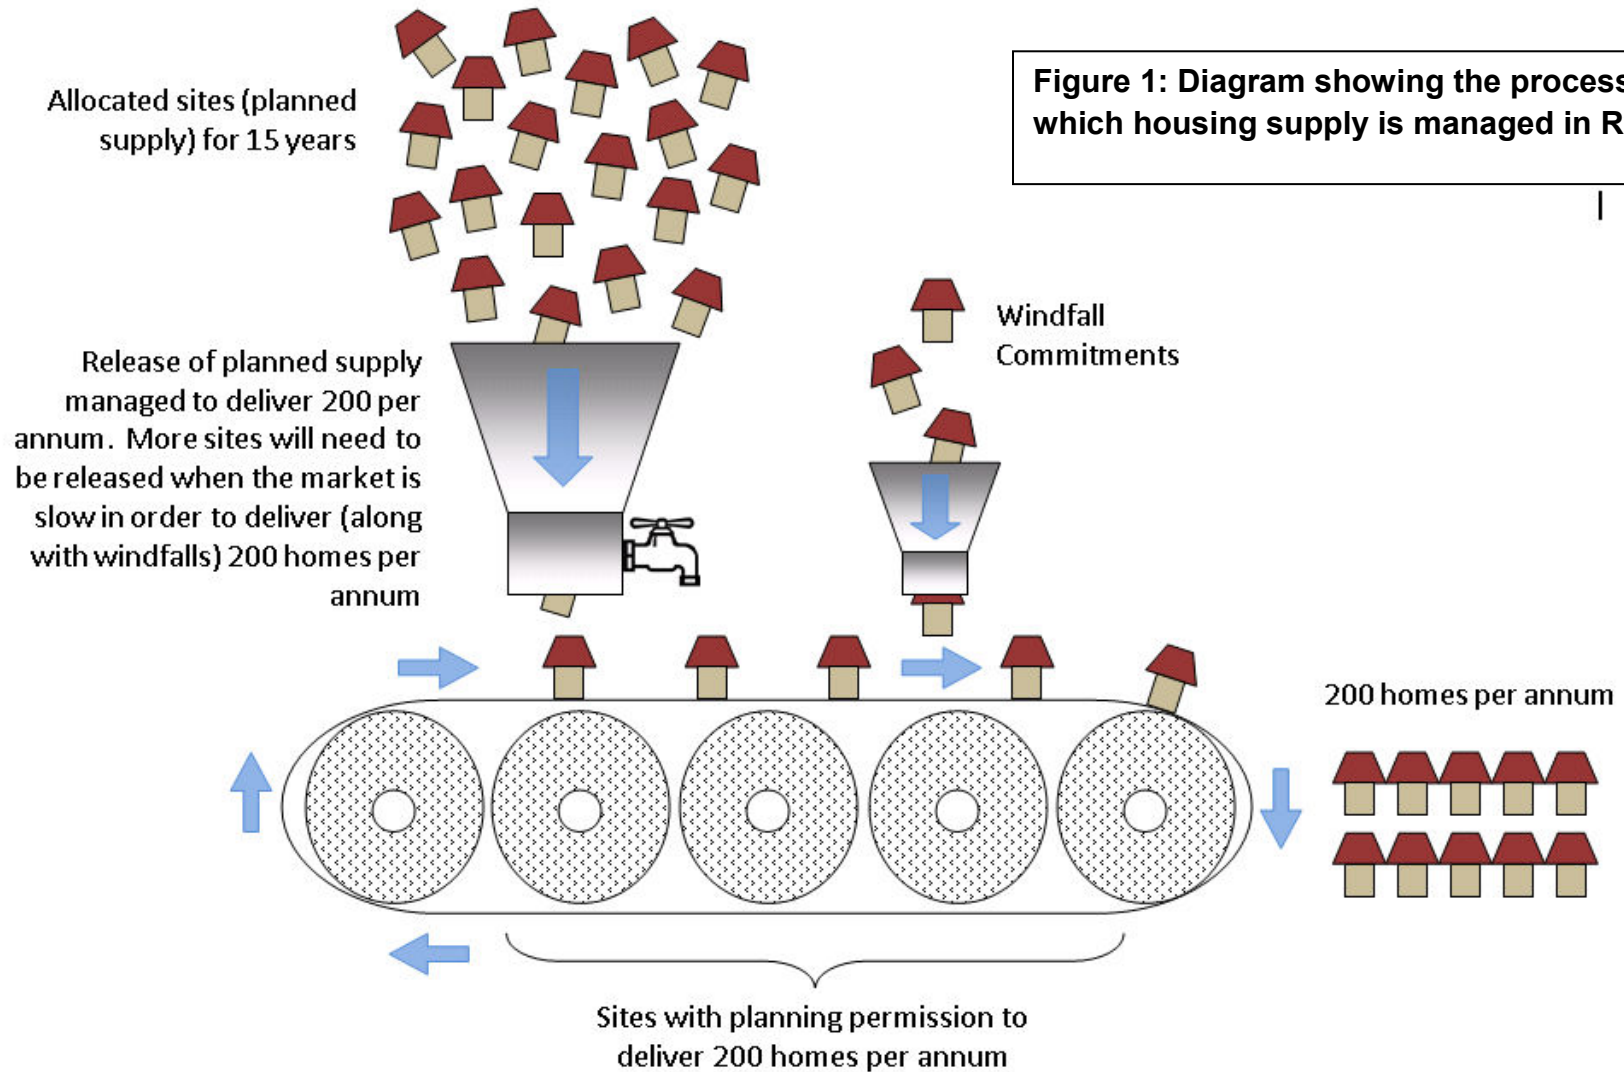 Allocated sites (planned
supply) for 15 years
Figure 1: Diagram showing the process
which housing supply is managed in R
Windfall
Commitments
Release of planned supply
managed to deliver 200 per
annum. More sites will need to
be released when the market is
slow in order to deliver (along
with windfalls) 200 homes per
annum
200 homes per annum
Sites with planning permission to
deliver 200 homes per annum